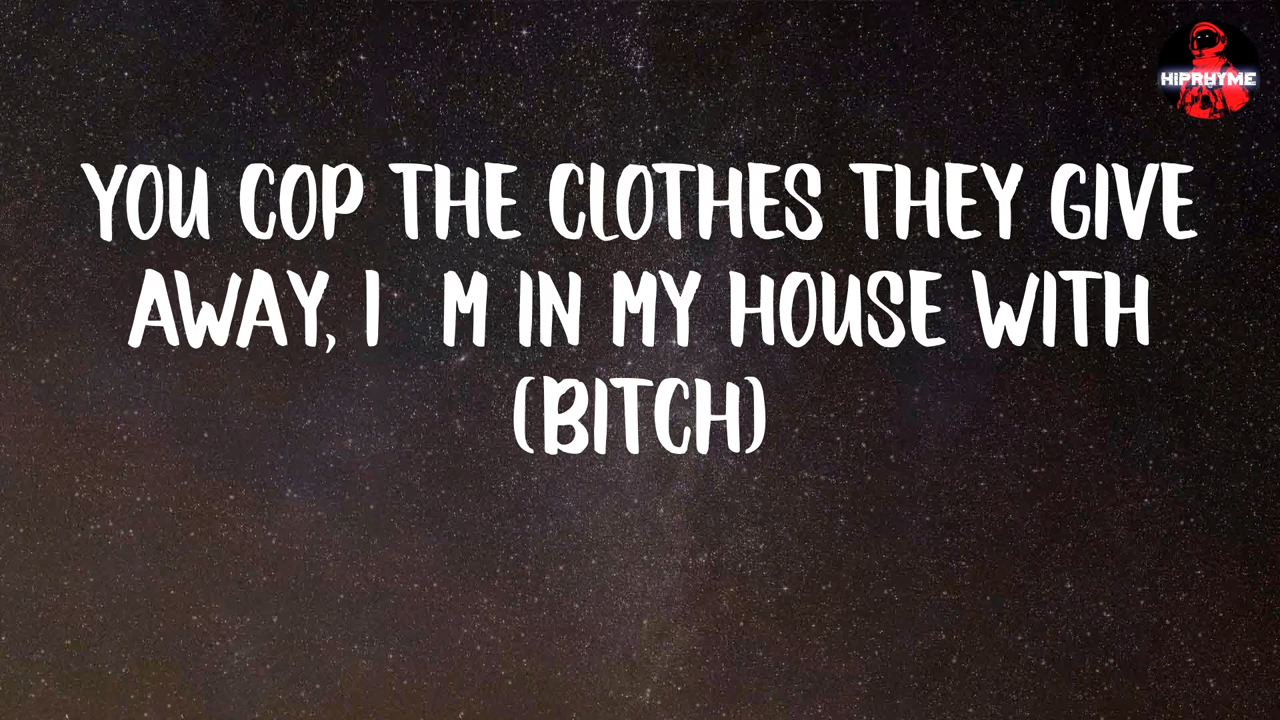 HIPRHYME
YOU COP THE CLOTHES THEY GIVE
AWAY, I M IN MY HOUSE WITH
(BITCH)